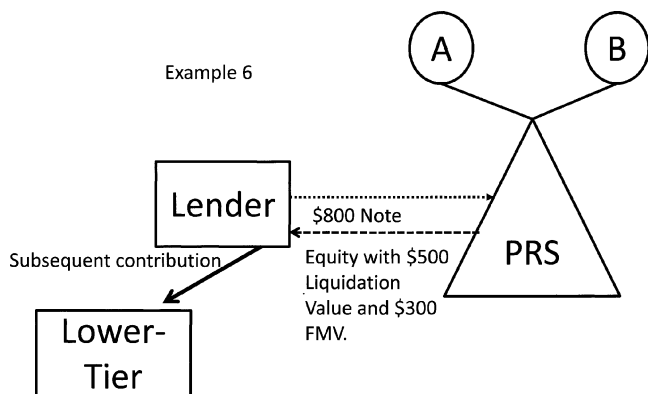 A
B
Example 6
Lender
$800 Note
Subsequent contribution
Equity with $500
Liquidation
Value and $300
FMV.
PRS
Lower-
Tier